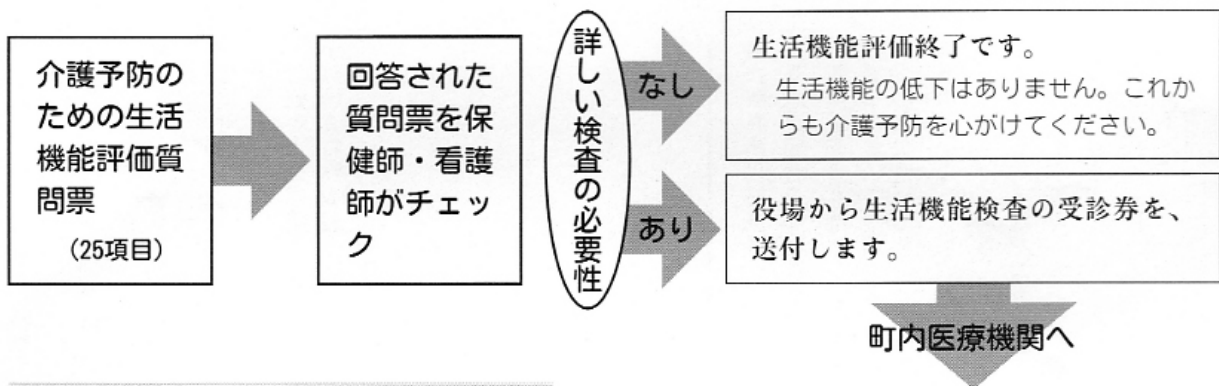 介護予防の
ための生活
機能評価質
問票
（25項目）
回答された
質問票を保
健師・看護
師がチェッ
ク
詳しい検査の必要性
なし
生活機能評価終了です。
生活機能の低下はありません。これか
らも介護予防を心がけてください。
あり
役場から生活機能検査の受診券を、
送付します。
町内医療機関へ